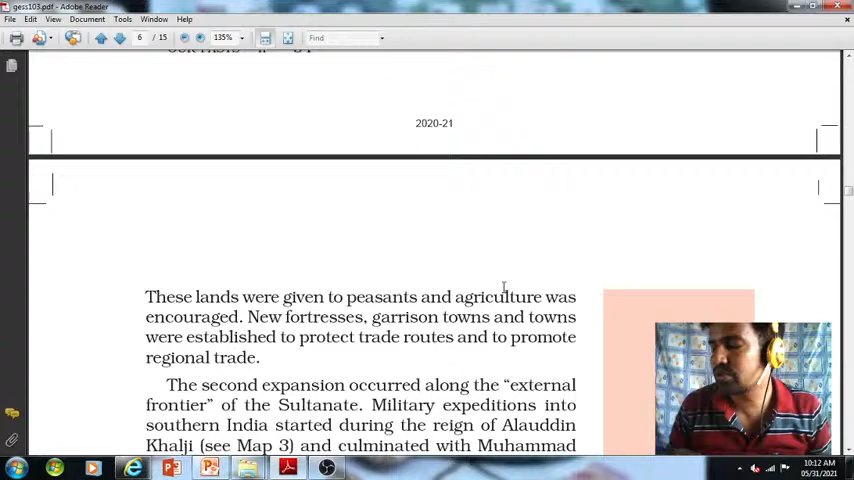 gess103.pdf - Adobe Reader
File Edit View Document Tools Window Help
6 / 15 135% Find
2020-21
These lands were given to peasants and agriculture was
encouraged. New fortresses, garrison towns and towns
were established to protect trade routes and to promote
regional trade.
The second expansion occurred along the “external
frontier” of the Sultanate. Military expeditions into
southern India started during the reign of Alauddin
Khalji (see Map 3) and culminated with Muhammad
10:12 AM
05/31/2021